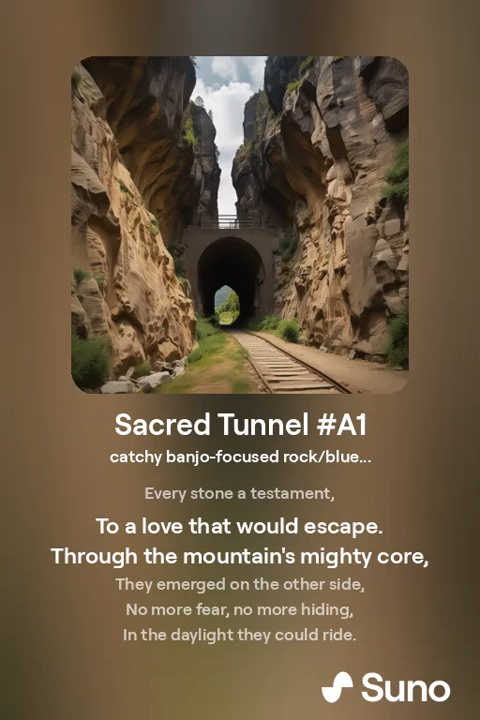 Sacred Tunnel #A1
catchy banjo-focused rock/blue...
Every stone a testament,
To a love that would escape.
Through the mountain's mighty core,
They emerged on the other side,
No more fear, no more hiding,
In the daylight they could ride.
Suno